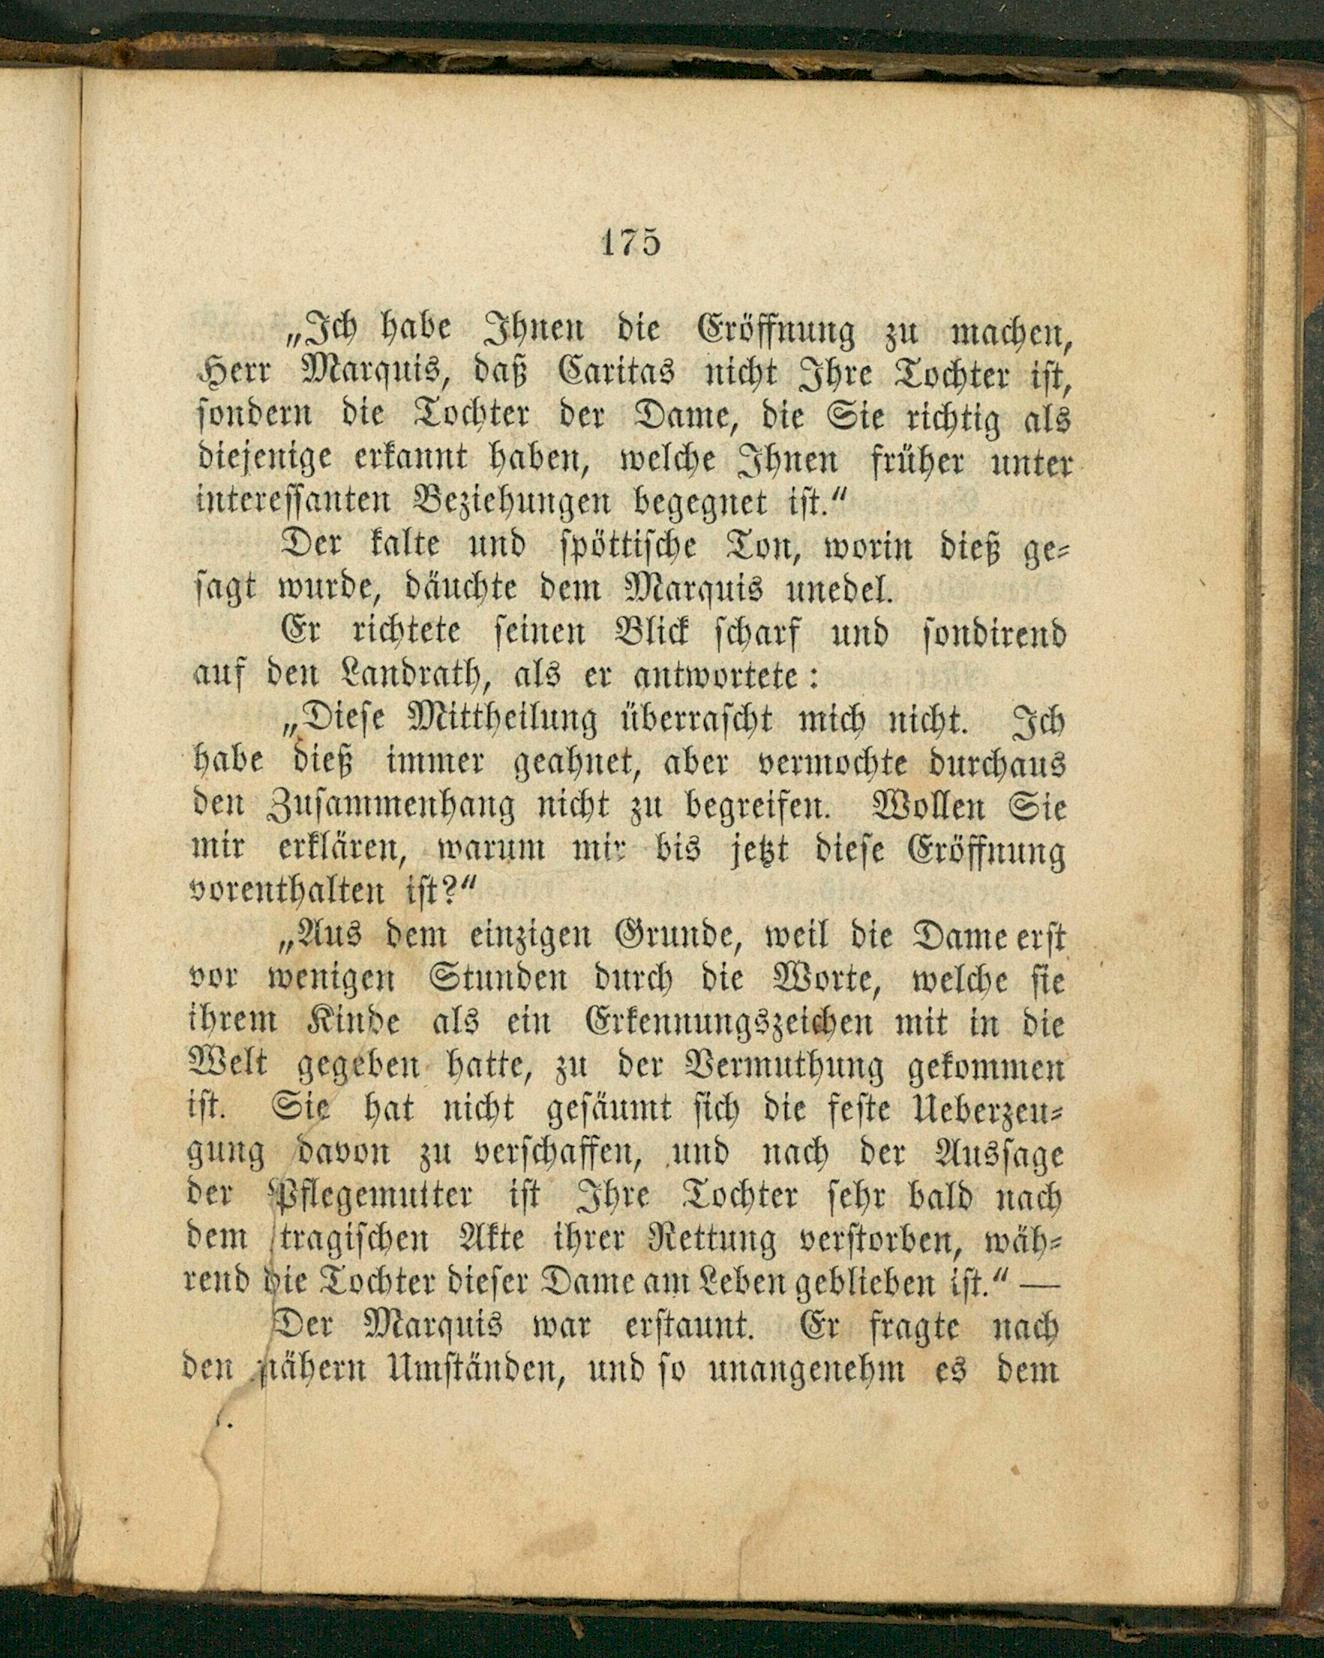 175
„Ich habe Ihnen die Eröffnung zu machen,
Herr Marquis, daß Caritas nicht Ihre Tochter ist,
sondern die Tochter der Dame, die Sie richtig als
diejenige erkannt haben, welche Ihnen früher unter
interessanten Beziehungen begegnet ist.“
Der kalte und spöttische Ton, worin dieß ge-
sagt wurde, däuchte dem Marquis unedel.
Er richtete seinen Blick scharf und sondirend
auf den Landrath, als er antwortete:
„Diese Mittheilung überrascht mich nicht. Ich
habe dieß immer geahnet, aber vermochte durchaus
den Zusammenhang nicht zu begreifen. Wollen Sie
mir erklären, warum mir bis jetzt diese Eröffnung
vorenthalten ist?“
„Aus dem einzigen Grunde, weil die Dame erst
vor wenigen Stunden durch die Worte, welche sie
ihrem Kinde als ein Erkennungszeichen mit in die
Welt gegeben hatte, zu der Vermuthung gekommen
ist. Sie hat nicht gesäumt sich die feste Ueberzeu-
gung davon zu verschaffen, und nach der Aussage
der Pflegemutter ist Ihre Tochter sehr bald nach
dem tragischen Akte ihrer Rettung verstorben, wäh-
rend die Tochter dieser Dame am Leben geblieben ist.“ —
Der Marquis war erstaunt. Er fragte nach
den nähern Umständen, und so unangenehm es dem